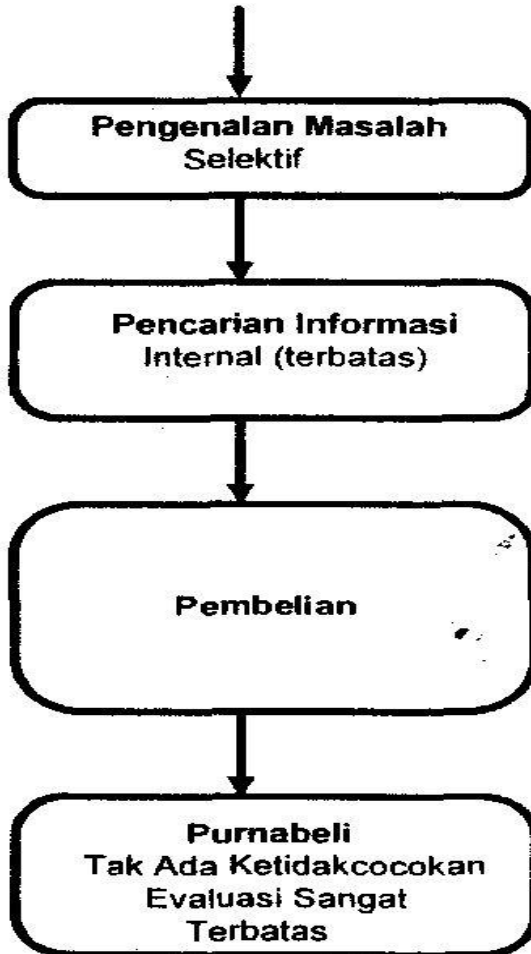 Pengenalan Masalah
Selektif
Pencarian Informasi
Internal (terbatas)
Pembelian
Purnabeli
Tak Ada Ketidakcocokan
Evaluasi Sangat
Terbatas